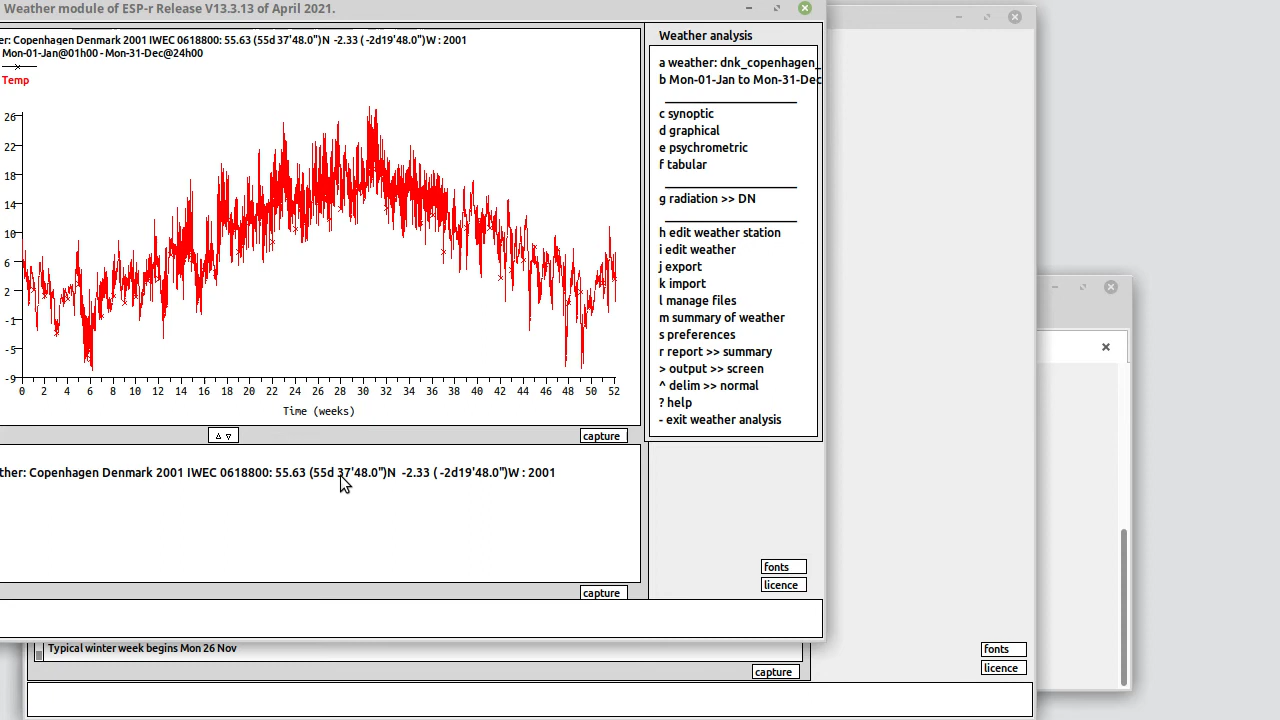 Weather module of ESP-r Release V13.3.13 of April 2021.
er: Copenhagen Denmark 2001 IWEC 0618800: 55.63 (55d 37'48.0")N -2.33 ( -2d19'48.0")W : 2001
Mon-01-Jan@01h00 - Mon-31-Dec@24h00
Temp
26
22
18
14
10
6
2
-1
-5
-9
0 2 4 6 8 10 12 14 16 18 20 22 24 26 28 30 32 34 36 38 40 42 44 46 48 50 52
Time (weeks)
capture
ther: Copenhagen Denmark 2001 IWEC 0618800: 55.63 (55d 37'48.0")N -2.33 ( -2d19'48.0")W : 2001
capture
Weather analysis
a weather: dnk_copenhagen_
b Mon-01-Jan to Mon-31-Dec
c synoptic
d graphical
e psychrometric
f tabular
g radiation >> DN
h edit weather station
i edit weather
j export
k import
l manage files
m summary of weather
s preferences
r report >> summary
> output >> screen
^ delim >> normal
? help
- exit weather analysis
fonts
licence
Typical winter week begins Mon 26 Nov
capture
fonts
licence